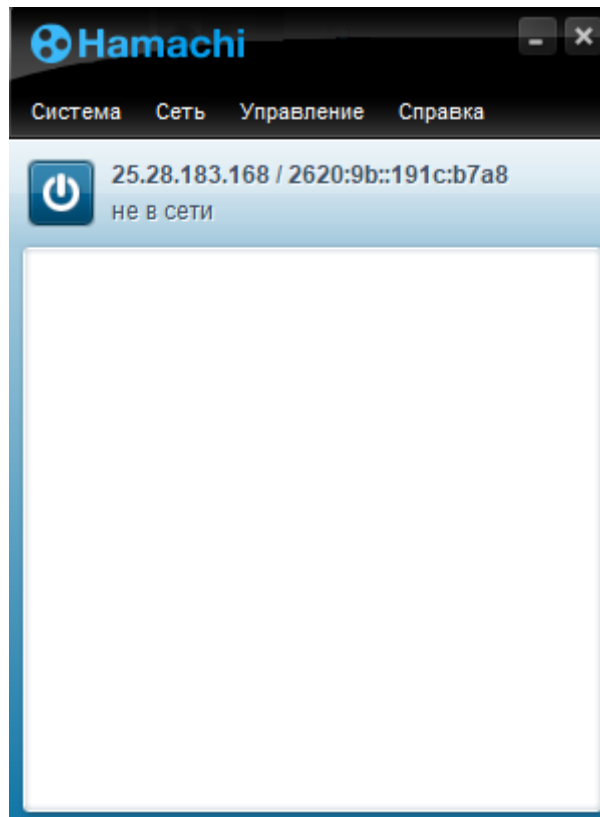 Hamachi
Система Сеть Управление Справка
25.28.183.168 / 2620:9b::191c:b7a8
не в сети